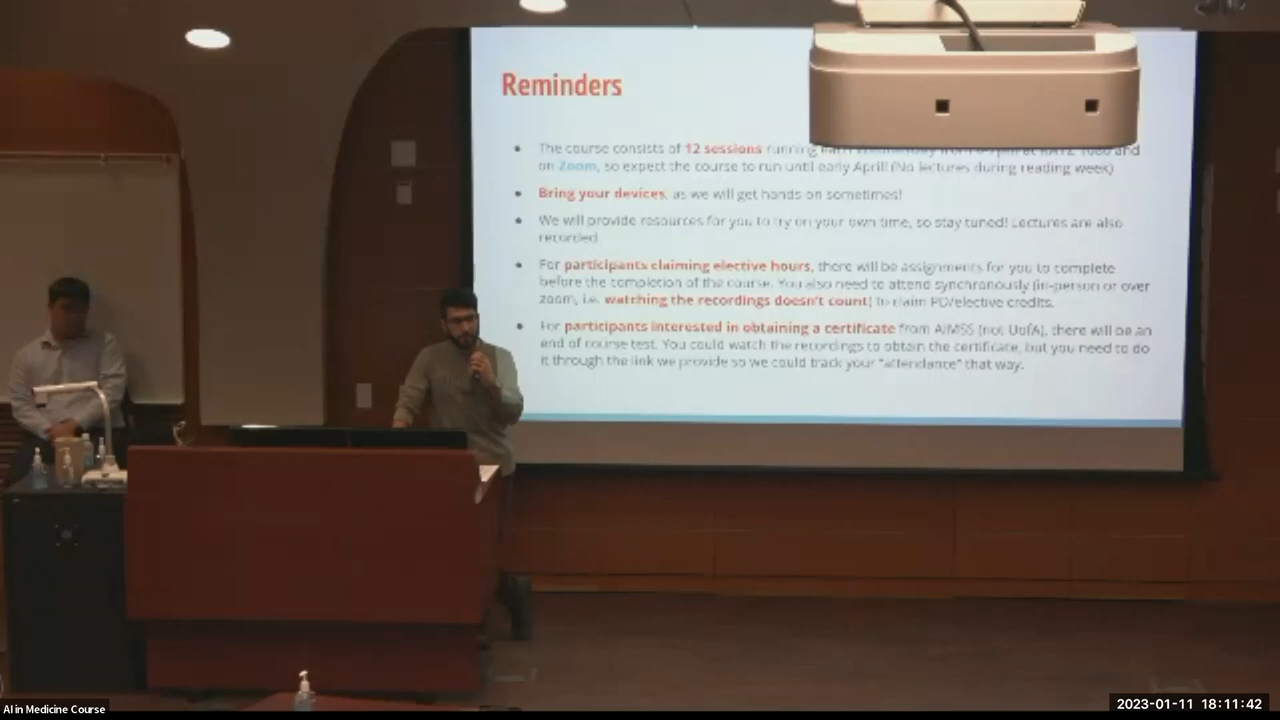 Reminders
• The course consists of 12 sessions running and
on Zoom, so expect the course to run until early April! (No lectures during reading week)
• Bring your devices, as we will get hands on sometimes!
• We will provide resources for you to try on your own time, so stay tuned! Lectures are also
recorded
• For participants claiming elective hours, there will be assignments for you to complete
before the completion of the course. You also need to attend synchronously (in-person or over
zoom, i.e. watching the recordings doesn't count) to claim PD/elective credits.
• For participants interested in obtaining a certificate from AIMSS (not UofA), there will be an
end of course test. You could watch the recordings to obtain the certificate, but you need to do
it through the link we provide so we could track your "attendance" that way.
AI in Medicine Course
2023-01-11 18:11:42